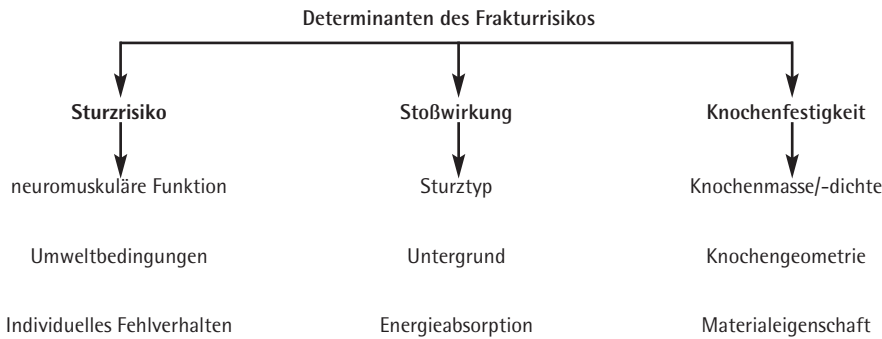 Determinanten des Frakturrisikos
Sturzrisiko
Stoßwirkung
Knochenfestigkeit
neuromuskuläre Funktion
Sturztyp
Knochenmasse/-dichte
Umweltbedingungen
Untergrund
Knochengeometrie
Individuelles Fehlverhalten
Energieabsorption
Materialeigenschaft